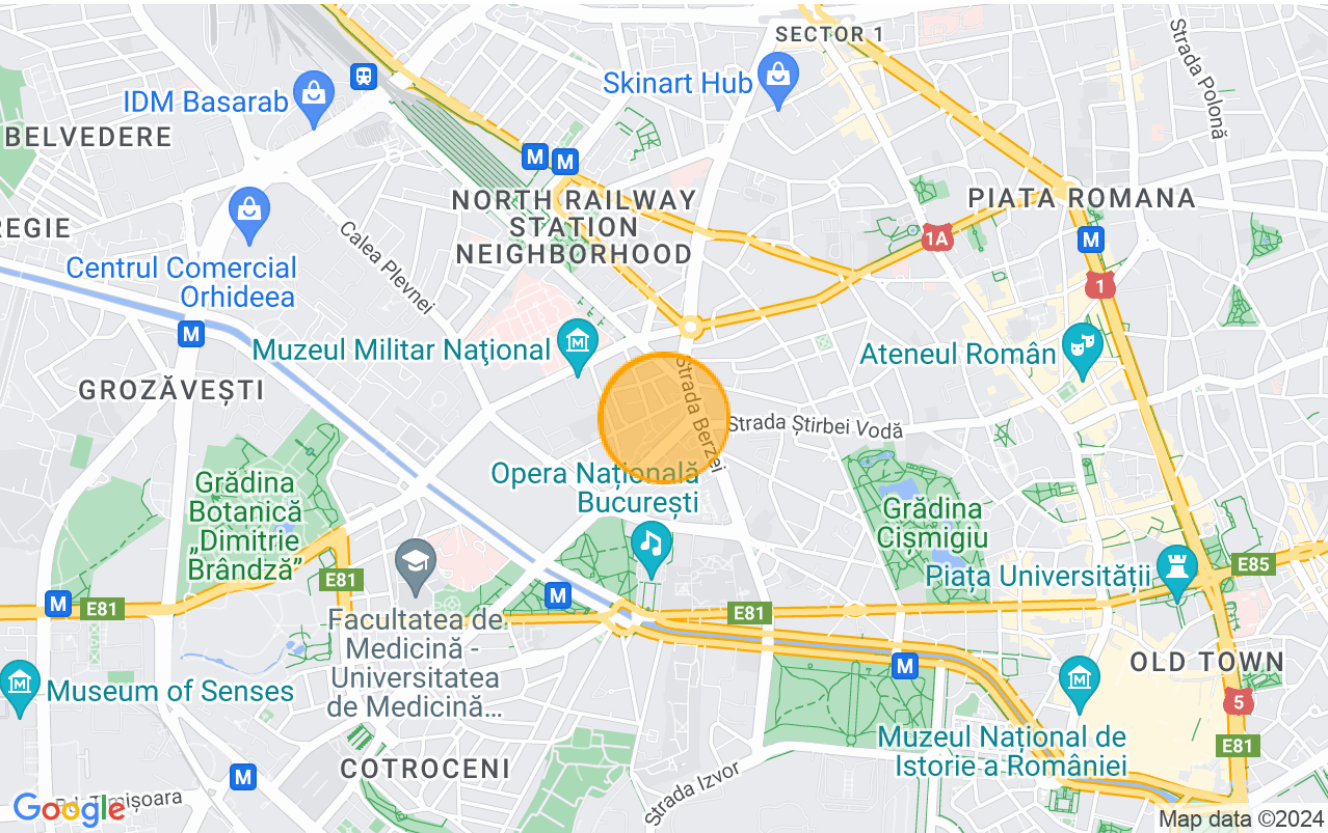 SECTOR 1
Strada Polonă
Skinart Hub
IDM Basarab
BELVEDERE
M
M
NORTH RAILWAY
STATION
NEIGHBORHOOD
PIATA ROMANA
REGIE
Calea Plevnei
1A
M
Centrul Comercial
Orhideea
1
M
Muzeul Militar Național
Ateneul Român
GROZĂVEȘTI
Strada Berzei
Strada Știrbei Vodă
Opera Națională
București
Grădina
Botanică
„Dimitrie
Brândză”
Grădina
Cișmigiu
Piața Universității
E85
E81
M
E81
M
E81
Facultatea de
Medicină -
Universitatea
de Medicină...
M
OLD TOWN
Museum of Senses
5
Muzeul Național de
Istorie a României
E81
COTROCENI
M
Strada Izvor
Google
Map data ©2024